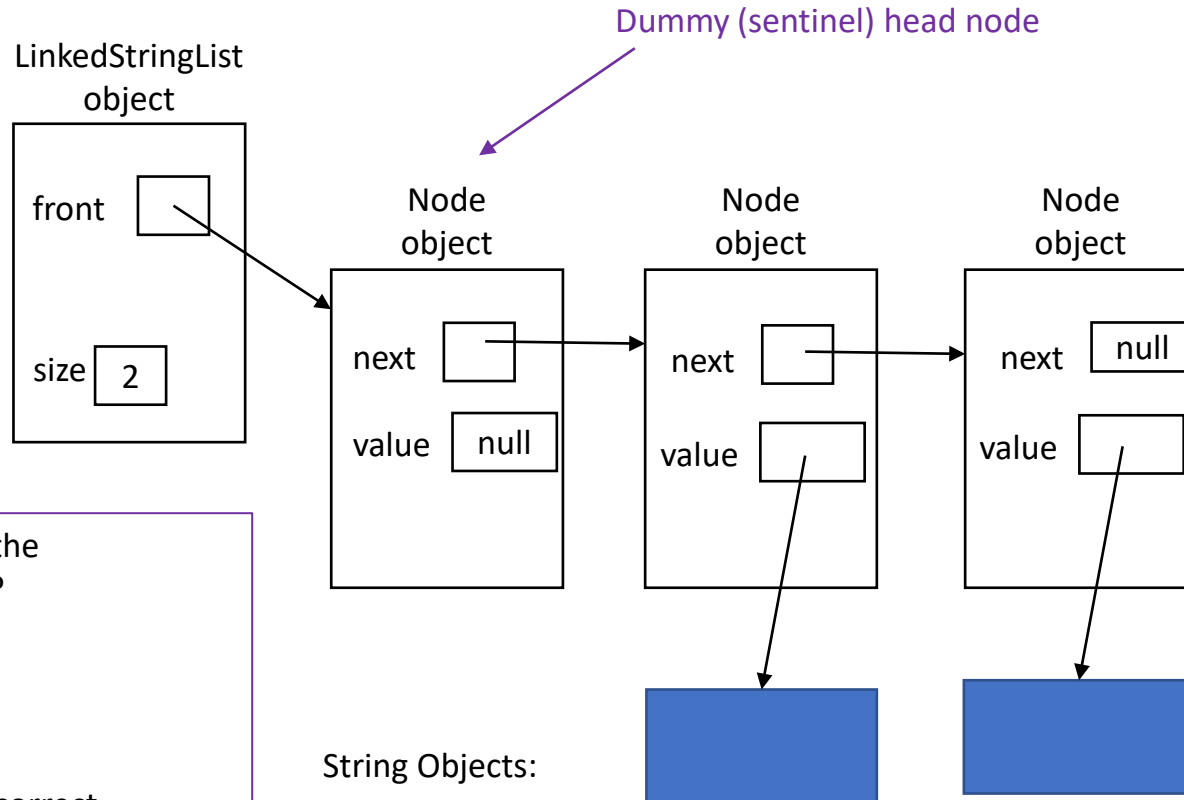 Dummy (sentinel) head node
LinkedStringList
object
front
size
2
Node
object
next
value
null
Node
object
next
value
Node
object
next
null
value
the
?
correct
String Objects: